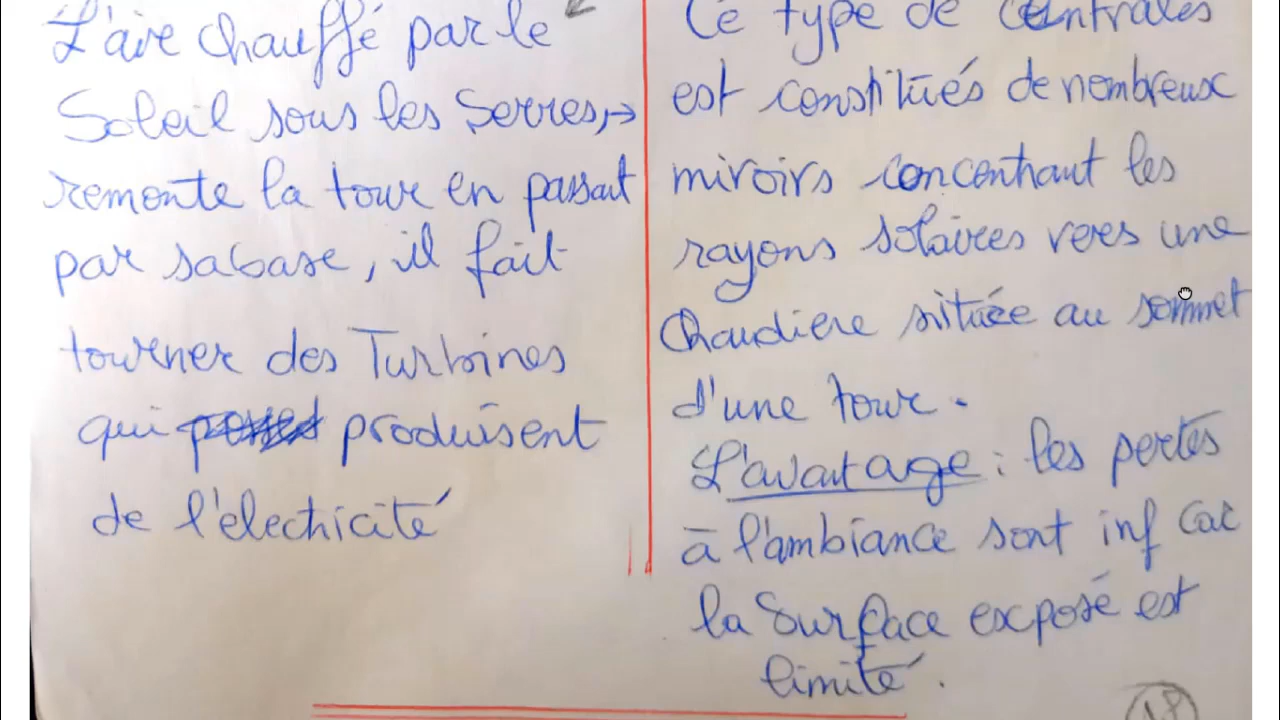 L'aire chauffé par le
Soleil sous les Serres,→
remonte la tour en passant
par sabase, il fait
tourner des Turbines
qui produisent
de l'électricité
Ce type de Centrales
est constitués de nombreux
miroirs concentrant les
rayons solaires vers une
Chaudiere située au sommet
d'une tour.
L'avantage : les pertes
à l'ambiance sont inf Car
la Surface exposé est
limité.
18